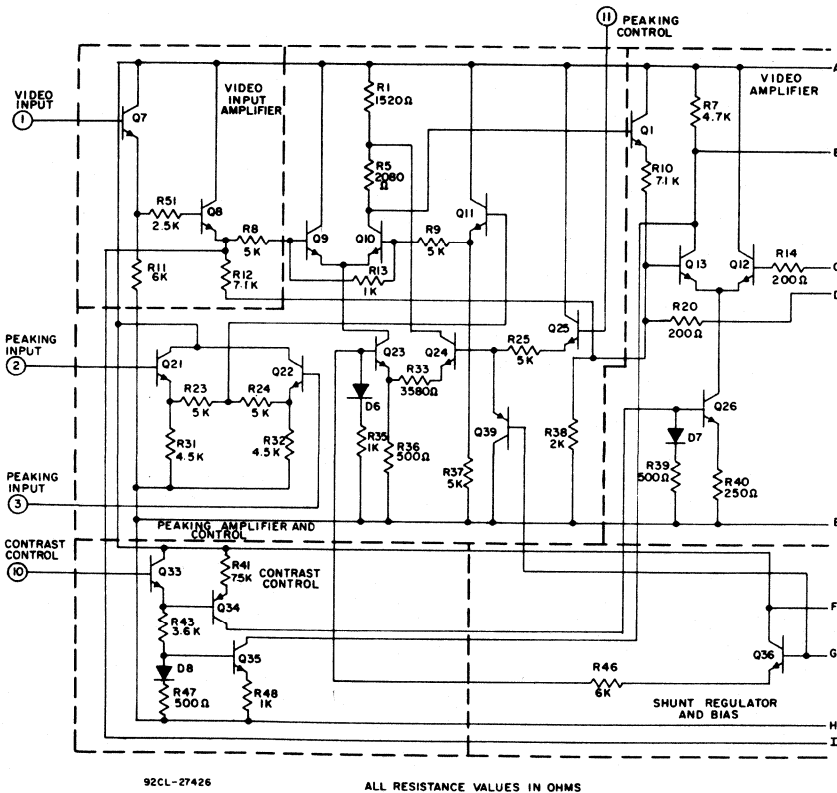 11 PEAKING
CONTROL
VIDEO
INPUT
1
VIDEO
INPUT
AMPLIFIER
VIDEO
AMPLIFIER
A
Q7
R51
2.5K
Q8
R11
6K
R12
7.1K
R8
5K
Q9
R1
1520Ω
R5
2080
Ω
Q10
R13
1K
R9
5K
Q11
Q1
R10
7.1K
R7
4.7K
Q13
Q12
R14
200Ω
R20
200Ω
PEAKING
INPUT
2
Q21
Q22
R23
5K
R24
5K
R31
4.5K
R32
4.5K
PEAKING
INPUT
3
Q23
Q24
R33
3580Ω
D6
R35
1K
R36
500Ω
R25
5K
Q25
Q39
R37
5K
R38
2K
Q26
D7
R39
500Ω
R40
250Ω
PEAKING AMPLIFIER AND
CONTROL
CONTRAST
CONTROL
10
Q33
R41
7.5K
CONTRAST
CONTROL
Q34
R43
3.6K
D8
R47
500Ω
Q35
R48
1K
R46
6K
Q36
SHUNT REGULATOR
AND BIAS
F
G
H
I
92CL-27426
ALL RESISTANCE VALUES IN OHMS